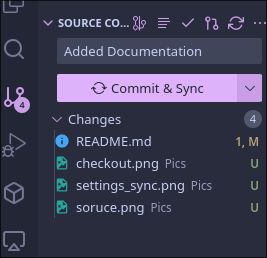 SOURCE CO...
Added Documentation
Commit & Sync
Changes 4
README.md 1, M
checkout.png Pics U
settings_sync.png Pics U
soruce.png Pics U
4